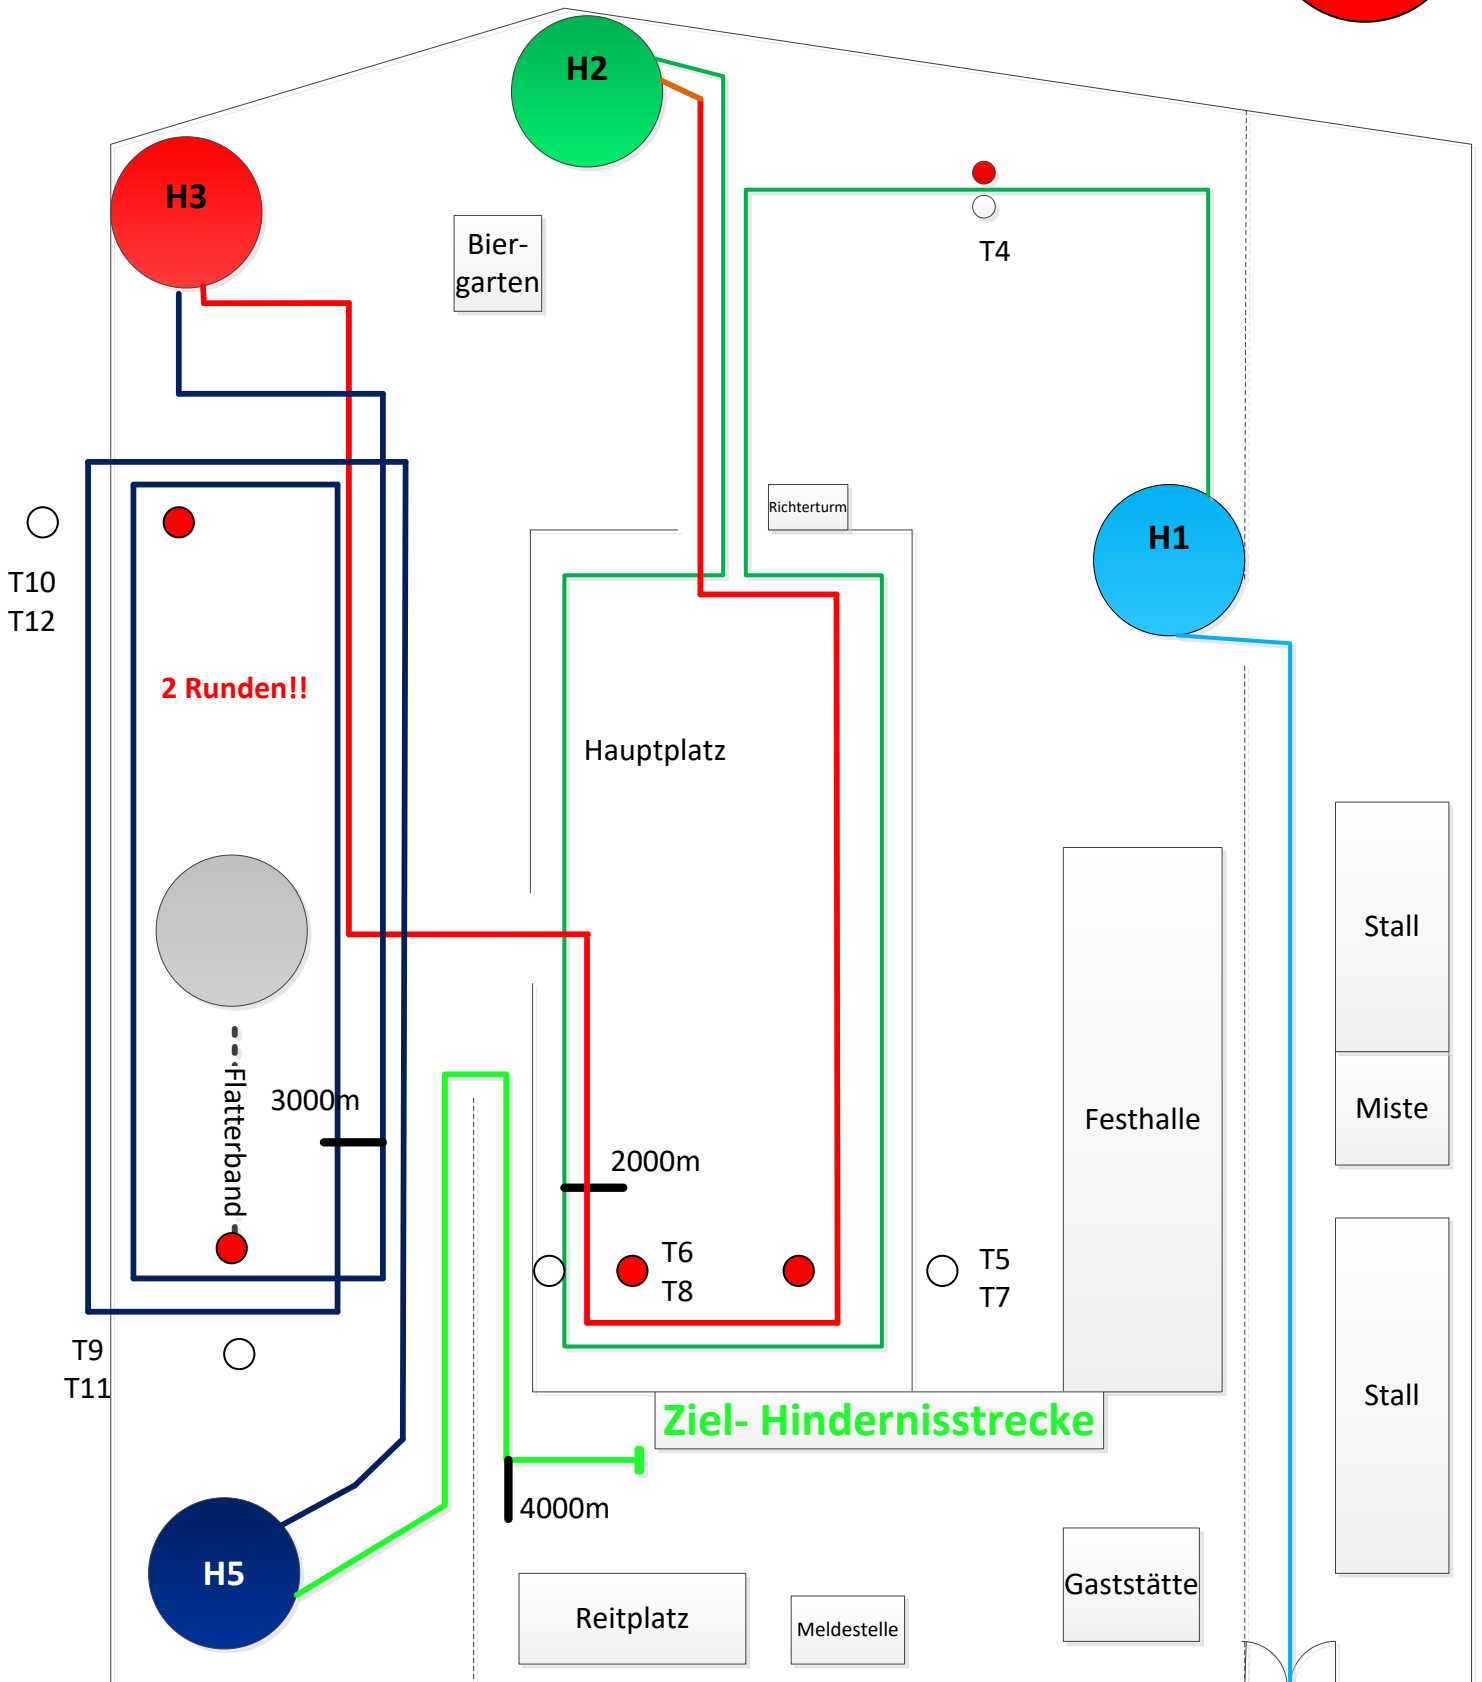 H2
H3
Bier-
garten
T4
Richterturm
H1
T10
T12
2 Runden!!
Hauptplatz
Stall
Flatterband
3000m
Festhalle
Miste
2000m
T6
T8
T5
T7
T9
T11
Stall
Ziel- Hindernisstrecke
4000m
H5
Gaststätte
Reitplatz
Meldestelle